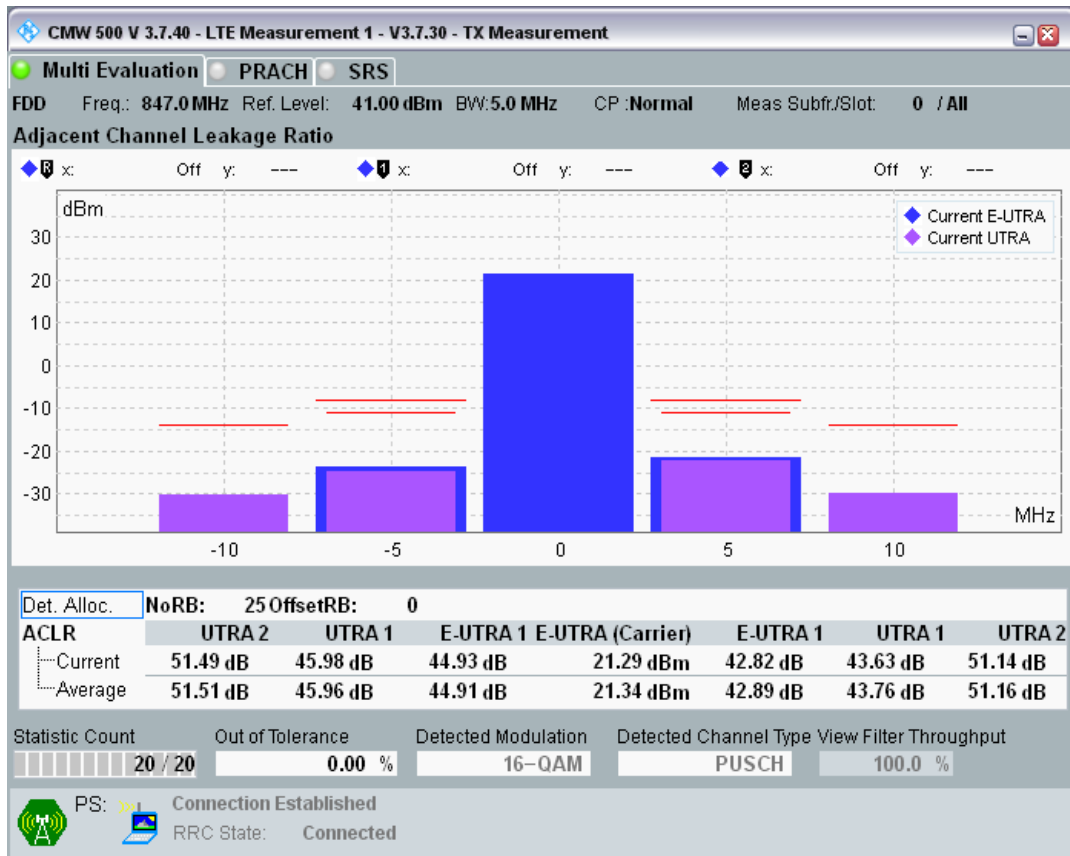 CMW 500 V 3.7.40 - LTE Measurement 1 - V3.7.30 - TX Measurement
Multi Evaluation PRACH SRS
FDD Freq.: 847.0 MHz Ref. Level: 41.00 dBm BW: 5.0 MHz CP : Normal Meas Subfr./Slot: 0 / All
Adjacent Channel Leakage Ratio
R x: Off y: --- 1 x: Off y: --- 2 x: Off y: ---
dBm
Current E-UTRA
Current UTRA
30
20
10
0
-10
-20
-30
MHz
-10 -5 0 5 10
Det. Alloc. NoRB: 25 OffsetRB: 0
ACLR UTRA 2 UTRA 1 E-UTRA 1 E-UTRA (Carrier) E-UTRA 1 UTRA 1 UTRA 2
Current 51.49 dB 45.98 dB 44.93 dB 21.29 dBm 42.82 dB 43.63 dB 51.14 dB
Average 51.51 dB 45.96 dB 44.91 dB 21.34 dBm 42.89 dB 43.76 dB 51.16 dB
Statistic Count Out of Tolerance Detected Modulation Detected Channel Type View Filter Throughput
20 / 20 0.00 % 16-QAM PUSCH 100.0 %
PS: Connection Established
RRC State: Connected